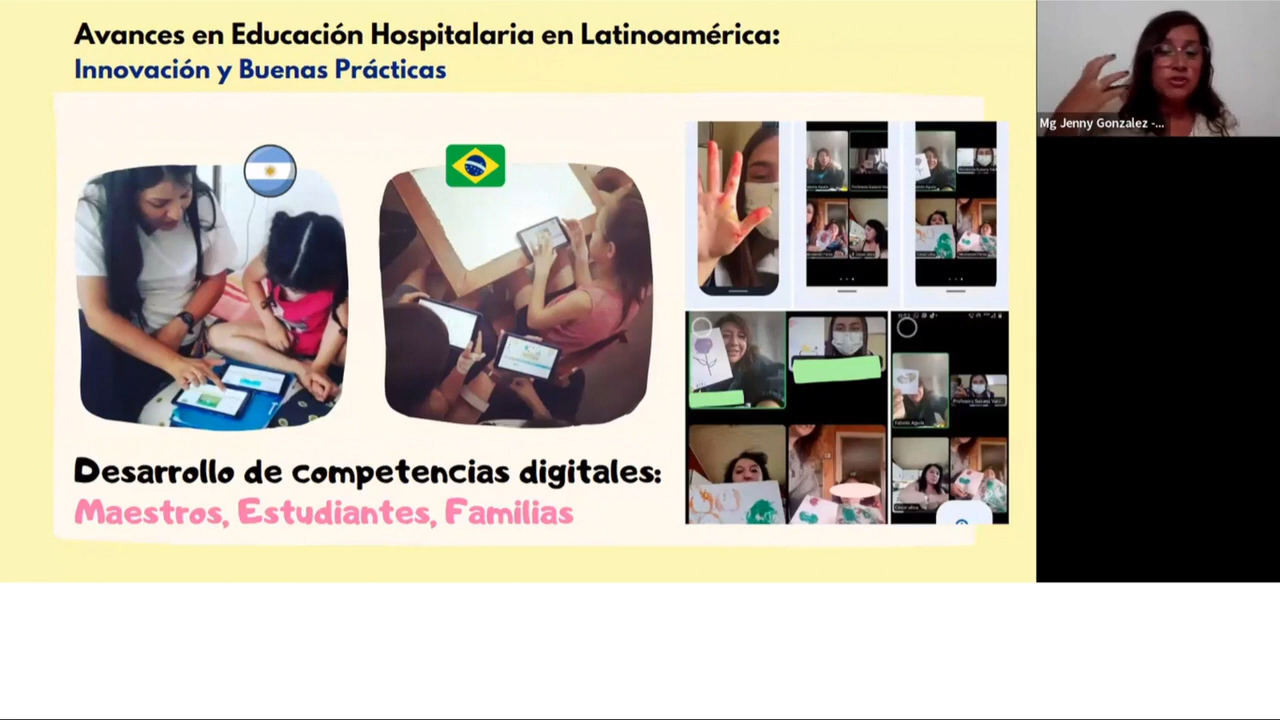 Avances en Educación Hospitalaria en Latinoamérica:
Innovación y Buenas Prácticas
Mg Jenny Gonzalez -...
Desarrollo de competencias digitales:
Maestros, Estudiantes, Familias